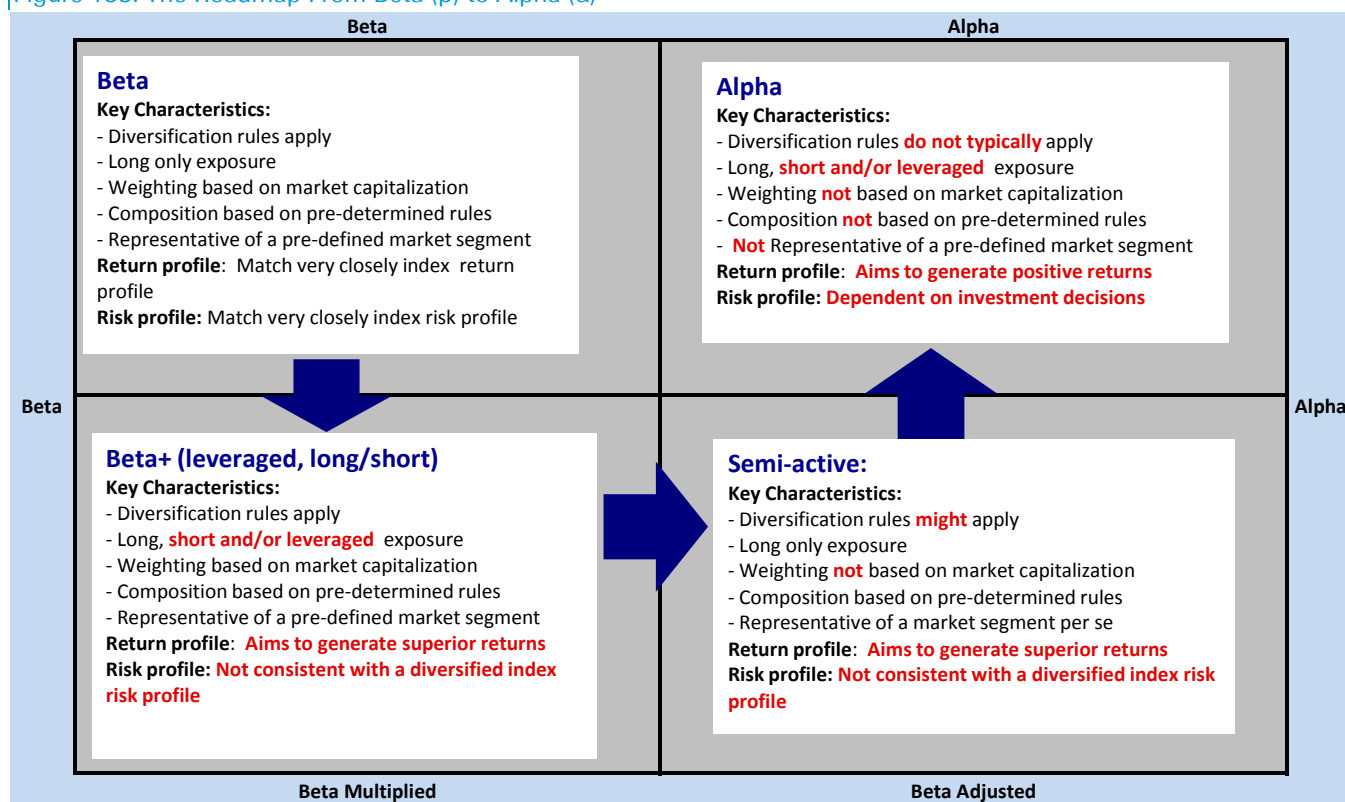 Figure 133: The Roadmap From Beta (β) to Alpha (α)
Beta
Alpha
Beta
Key Characteristics:
- Diversification rules apply
- Long only exposure
- Weighting based on market capitalization
- Composition based on pre-determined rules
- Representative of a pre-defined market segment
Return profile:  Match very closely index  return
profile
Risk profile: Match very closely index risk profile
Alpha
Key Characteristics:
- Diversification rules do not typically apply
- Long, short and/or leveraged  exposure
- Weighting not based on market capitalization
- Composition not based on pre-determined rules
-  Not Representative of a pre-defined market segment
Return profile:  Aims to generate positive returns
Risk profile: Dependent on investment decisions
Beta
Alpha
Beta+ (leveraged, long/short)
Key Characteristics:
- Diversification rules apply
- Long, short and/or leveraged  exposure
- Weighting based on market capitalization
- Composition based on pre-determined rules
- Representative of a pre-defined market segment
Return profile:  Aims to generate superior returns
Risk profile: Not consistent with a diversified index
risk profile
Semi-active:
Key Characteristics:
- Diversification rules might apply
- Long only exposure
- Weighting not based on market capitalization
- Composition based on pre-determined rules
- Representative of a market segment per se
Return profile:  Aims to generate superior returns
Risk profile: Not consistent with a diversified index risk
profile
Beta Multiplied
Beta Adjusted